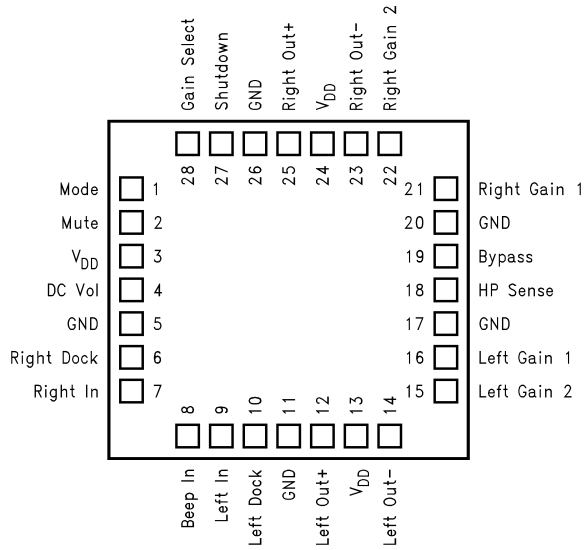 Gain Select
Shutdown
GND
Right Out+
VDD
Right Out-
Right Gain 2
28
27
26
25
24
23
22
Mode 1
Mute 2
VDD 3
DC Vol 4
GND 5
Right Dock 6
Right In 7
21 Right Gain 1
20 GND
19 Bypass
18 HP Sense
17 GND
16 Left Gain 1
15 Left Gain 2
8
9
10
11
12
13
14
Beep In
Left In
Left Dock
GND
Left Out+
VDD
Left Out-